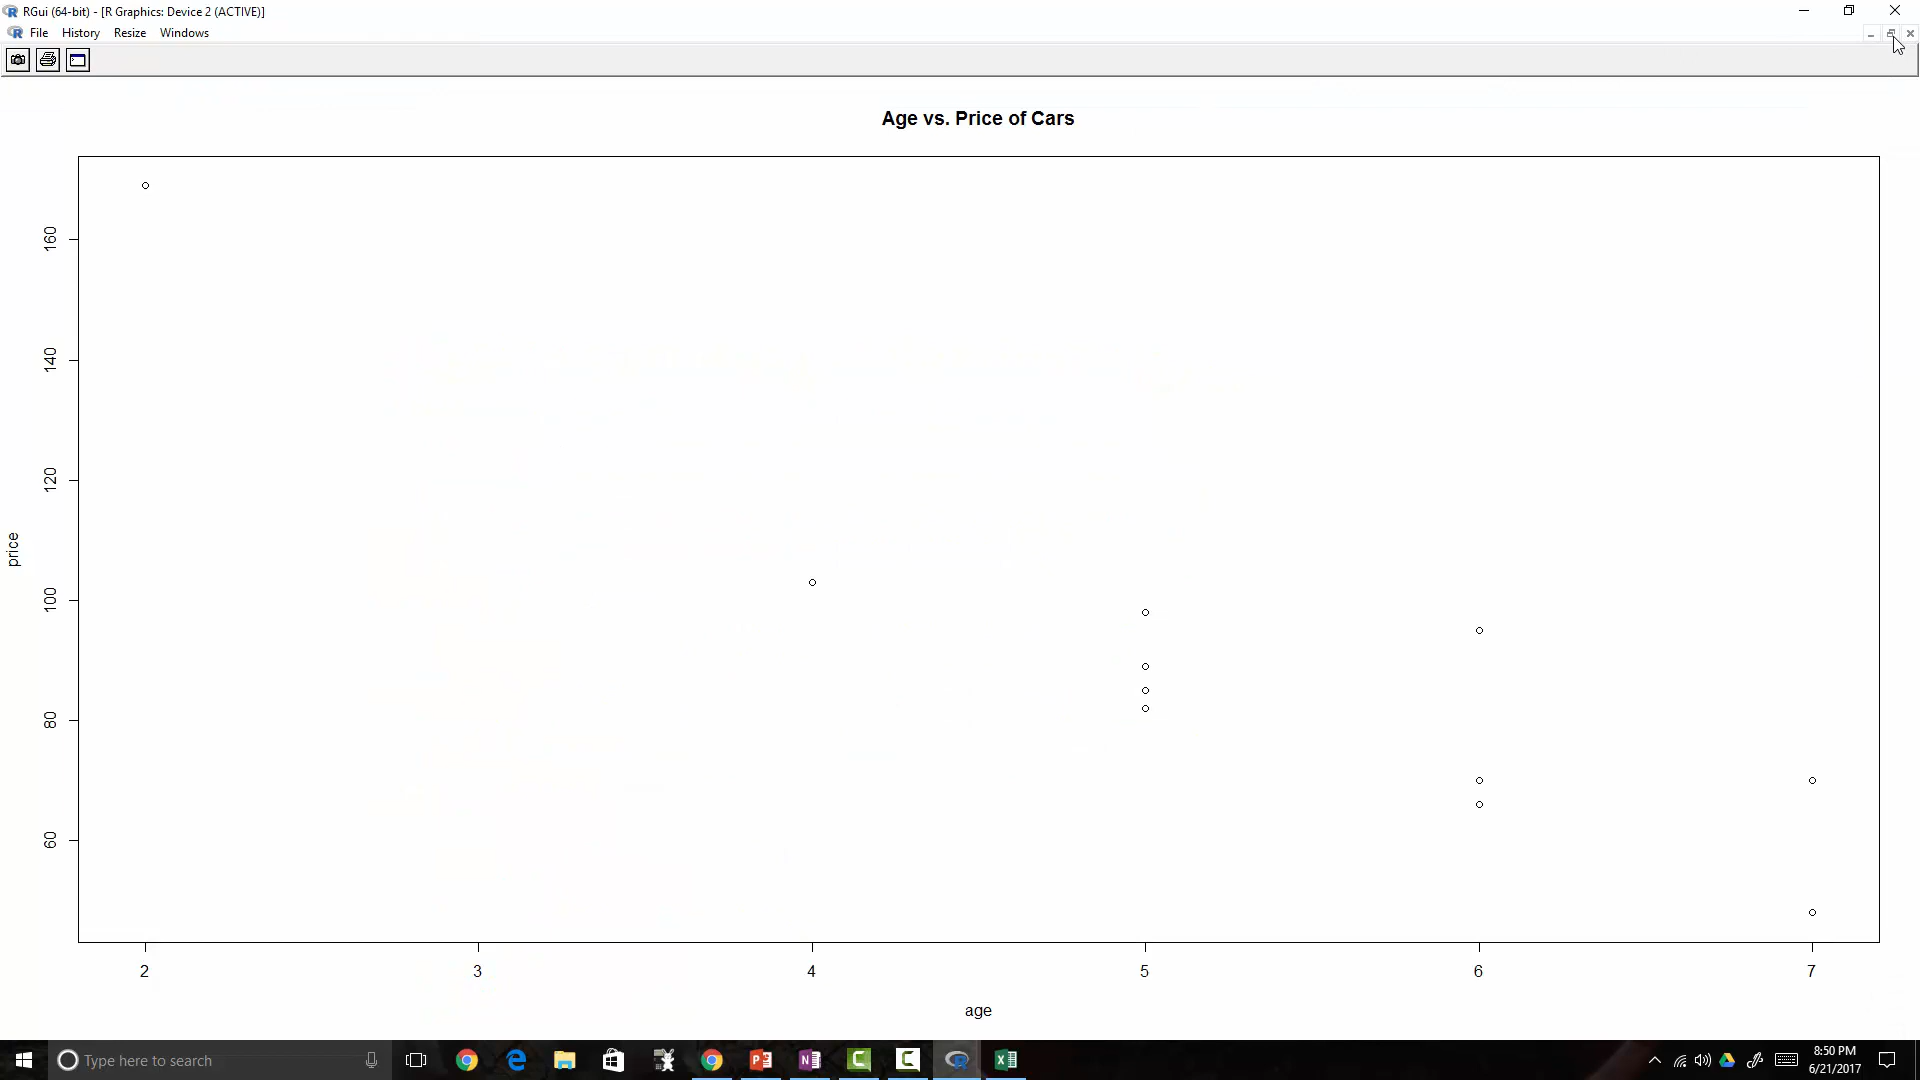 RGui (64-bit) - [R Graphics: Device 2 (ACTIVE)]
File History Resize Windows
Age vs. Price of Cars
160
140
120
100
80
60
price
2 3 4 5 6 7
age
Type here to search
8:50 PM
6/21/2017